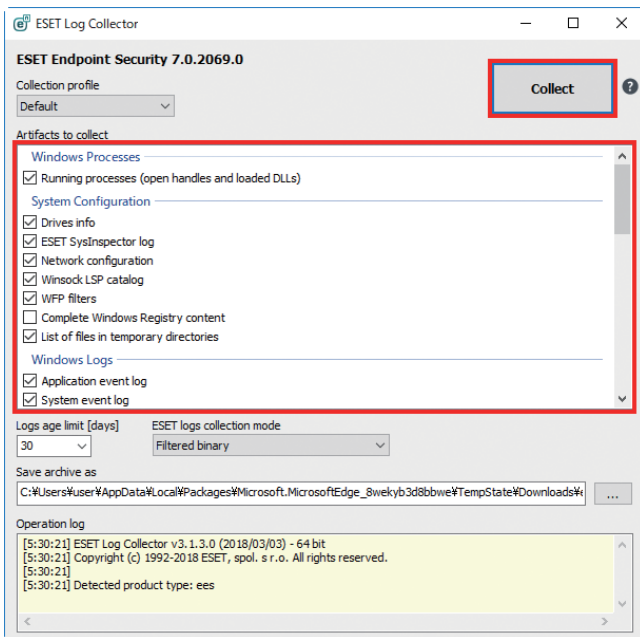 ESET Log Collector
ESET Endpoint Security 7.0.2069.0
Collection profile
Default
Collect
Artifacts to collect
Windows Processes
Running processes (open handles and loaded DLLs)
System Configuration
Drives info
ESET SysInspector log
Network configuration
Winsock LSP catalog
WFP filters
Complete Windows Registry content
List of files in temporary directories
Windows Logs
Application event log
System event log
Logs age limit [days]
ESET logs collection mode
30
Filtered binary
Save archive as
C:¥Users¥user¥AppData¥Local¥Packages¥Microsoft.MicrosoftEdge_8wekyb3d8bbwe¥TempState¥Downloads¥e
...
Operation log
[5:30:21] ESET Log Collector v3.1.3.0 (2018/03/03) - 64 bit
[5:30:21] Copyright (c) 1992-2018 ESET, spol. s r.o. All rights reserved.
[5:30:21]
[5:30:21] Detected product type: ees